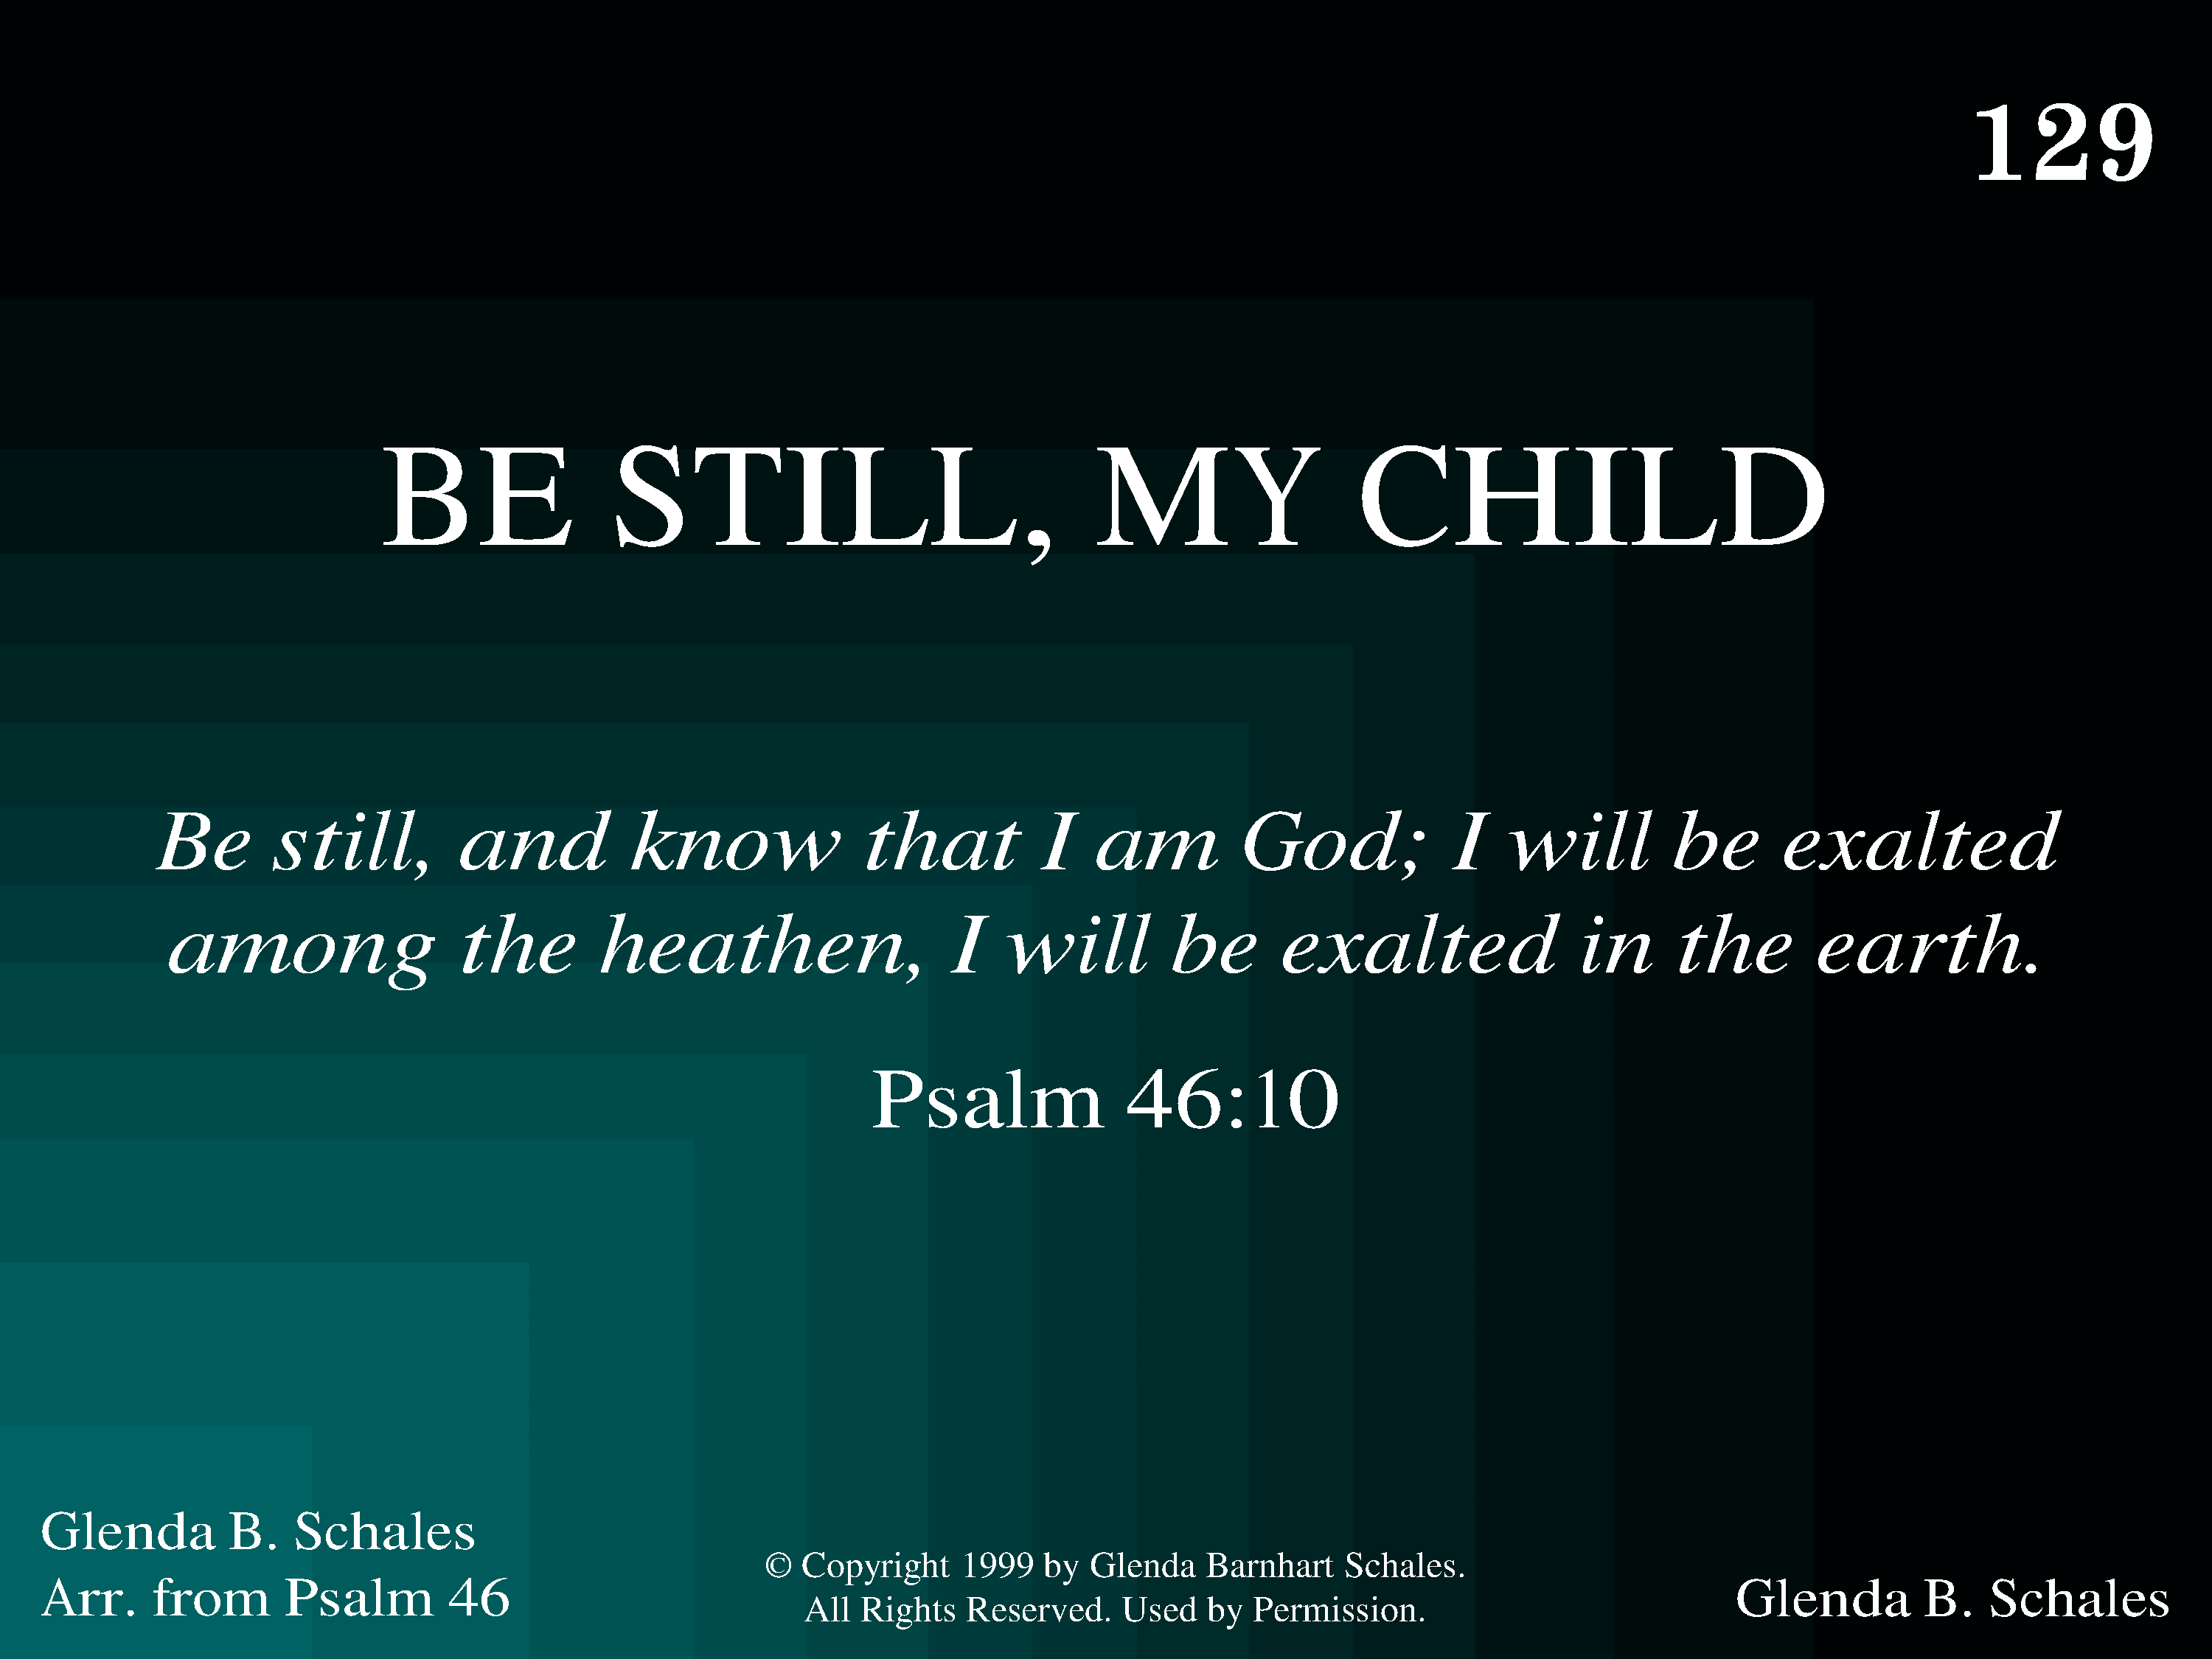 129
BE STILL, MY CHILD
Be still, and know that I am God; I will be exalted
among the heathen, I will be exalted in the earth.
Psalm 46:10
Glenda B. Schales
Arr. from Psalm 46
© Copyright 1999 by Glenda Barnhart Schales.
All Rights Reserved. Used by Permission.
Glenda B. Schales